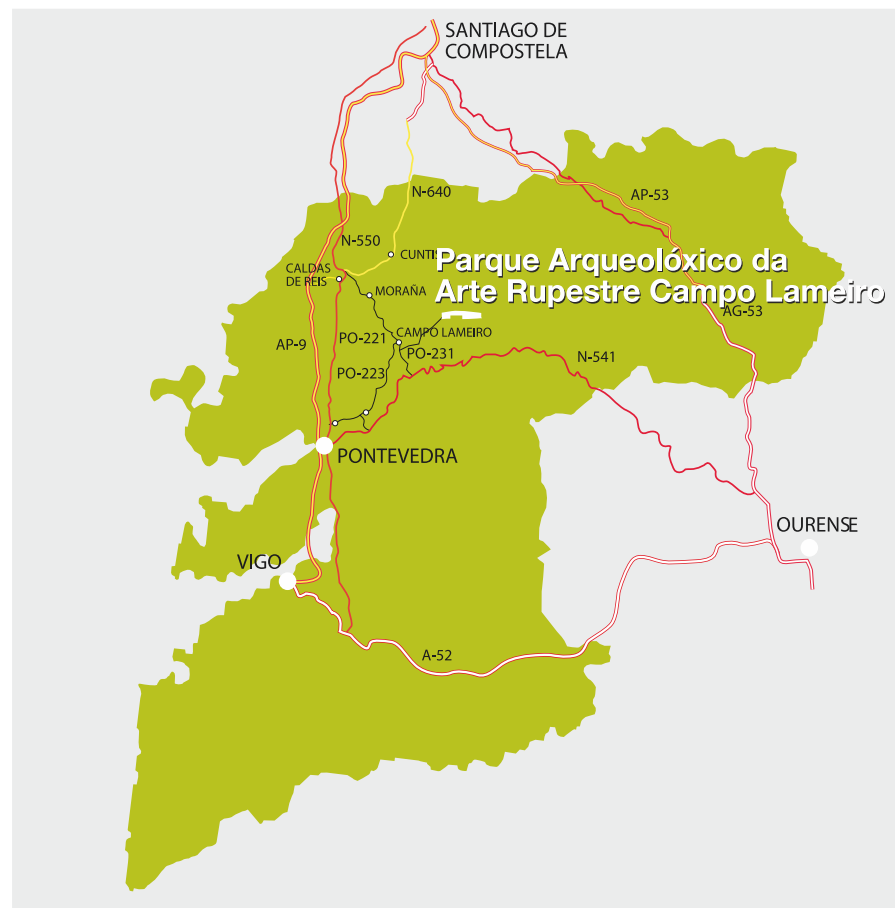 SANTIAGO DE
COMPOSTELA
N-640
AP-53
N-550
CUNTIS
Parque Arqueolóxico da
Arte Rupestre Campo Lameiro
CALDAS
DE REIS
MORAÑA
AG-53
CAMPO LAMEIRO
AP-9
PO-221
PO-231
N-541
PO-223
PONTEVEDRA
OURENSE
VIGO
A-52